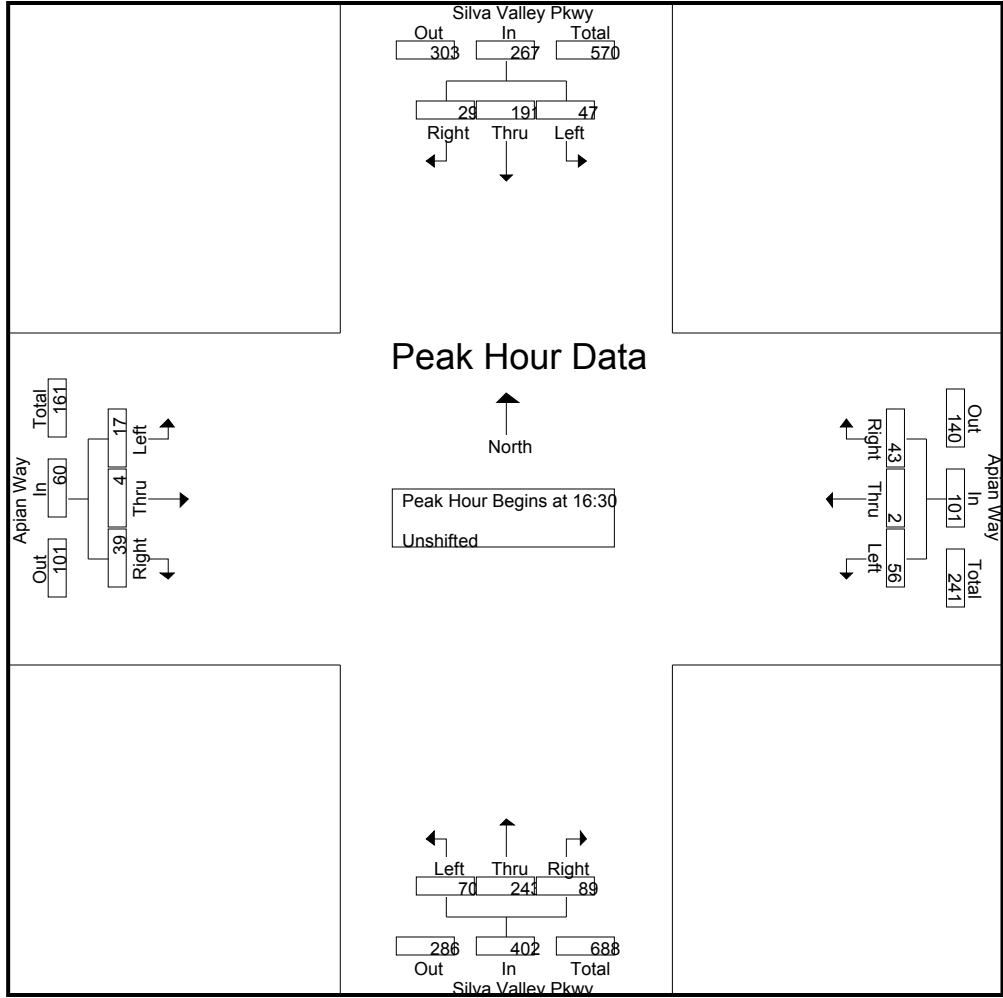 Silva Valley Pkwy
Out In Total
303 267 570
29 191 47
Right Thru Left
Peak Hour Data
North
Peak Hour Begins at 16:30
Unshifted
Apian Way
Total In Out
161 60 101
17 4 39
Left Thru Right
Apian Way
Out In Total
140 101 241
43 2 56
Right Thru Left
Left Thru Right
70 243 89
286 402 688
Out In Total
Silva Valley Pkwy